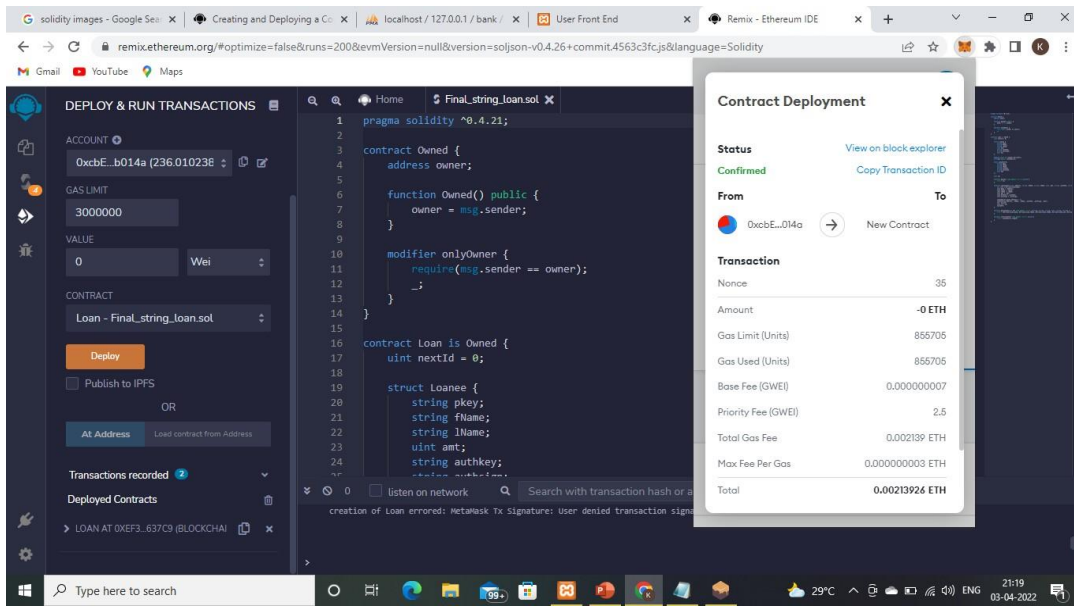 solidity images - Google Sea
Creating and Deploying a Co
localhost / 127.0.0.1 / bank /
User Front End
Remix - Ethereum IDE
remix.ethereum.org/#optimize=false&runs=200&evmVersion=null&version=soljson-v0.4.26+commit.4563c3fc.js&language=Solidity
K
Gmail YouTube Maps
DEPLOY & RUN TRANSACTIONS
ACCOUNT
0xcbE...b014a (236.010238
GAS LIMIT
3000000
VALUE
0 Wei
CONTRACT
Loan - Final_string_loan.sol
Deploy
Publish to IPFS
OR
At Address Load contract from Address
Transactions recorded 2
Deployed Contracts
LOAN AT 0XEF3...637C9 (BLOCKCHAI
4
Home Final_string_loan.sol
1 pragma solidity ^0.4.21;
2
3 contract Owned {
4 address owner;
5
6 function Owned() public {
7 owner = msg.sender;
8 }
9
10 modifier onlyOwner {
11 require(msg.sender == owner);
12 _;
13 }
14 }
15
16 contract Loan is Owned {
17 uint nextId = 0;
18
19 struct Loanee {
20 string pkey;
21 string fName;
22 string lName;
23 uint amt;
24 string authkey;
0 listen on network Search with transaction hash or a
creation of Loan errored: MetaMask Tx Signature: User denied transaction signa
>
Contract Deployment
Status View on block explorer
Confirmed Copy Transaction ID
From To
0xcbE...014a New Contract
Transaction
Nonce 35
Amount -0 ETH
Gas Limit (Units) 855705
Gas Used (Units) 855705
Base Fee (GWEI) 0.000000007
Priority Fee (GWEI) 2.5
Total Gas Fee 0.002139 ETH
Max Fee Per Gas 0.000000003 ETH
Total 0.00213926 ETH
Type here to search
99+
29°C ENG
21:19
03-04-2022
1